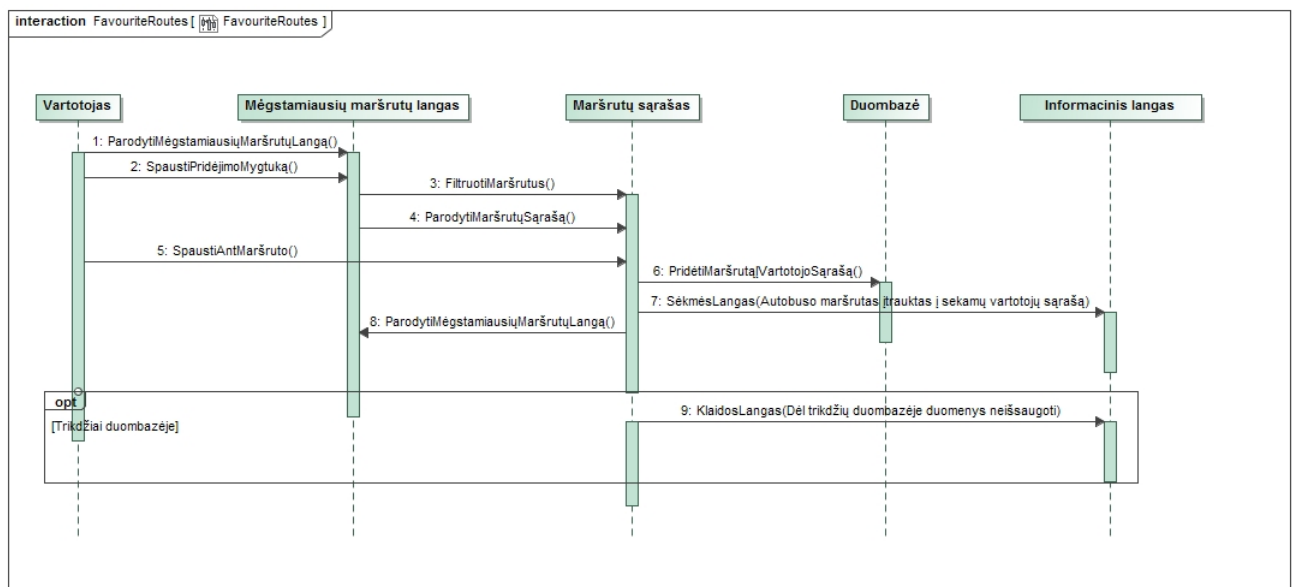 interaction FavouriteRoutes [ FavouriteRoutes ]
Vartotojas
Mėgstamiausių maršrutų langas
Maršrutų sąrašas
Duombazė
Informacinis langas
1: ParodytiMėgstamiausiųMaršrutųLangą()
2: SpaustiPridėjimoMygtuką()
3: FiltruotiMaršrutus()
4: ParodytiMaršrutųSąrašą()
5: SpaustiAntMaršruto()
6: PridėtiMaršrutąĮVartotojoSąrašą()
7: SėkmėsLangas(Autobuso maršrutas įtrauktas į sekamų vartotojų sąrašą)
8: ParodytiMėgstamiausiųMaršrutųLangą()
opt
9: KlaidosLangas(Dėl trikdžių duombazėje duomenys neišsaugoti)
[Trikdžiai duombazėje]